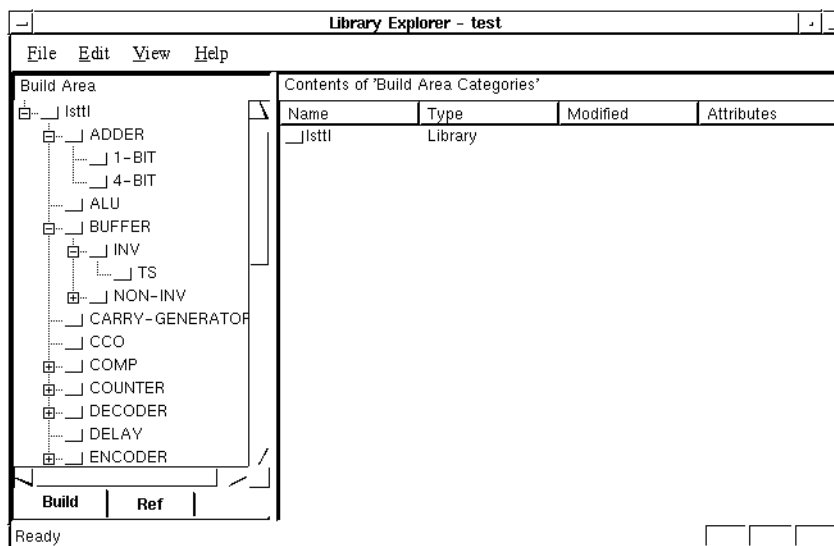 Library Explorer - test
File Edit View Help
Build Area
lsttl
ADDER
1-BIT
4-BIT
ALU
BUFFER
INV
TS
NON-INV
CARRY-GENERATOR
CCO
COMP
COUNTER
DECODER
DELAY
ENCODER
Build Ref
Contents of 'Build Area Categories'
Name Type Modified Attributes
lsttl Library
Ready